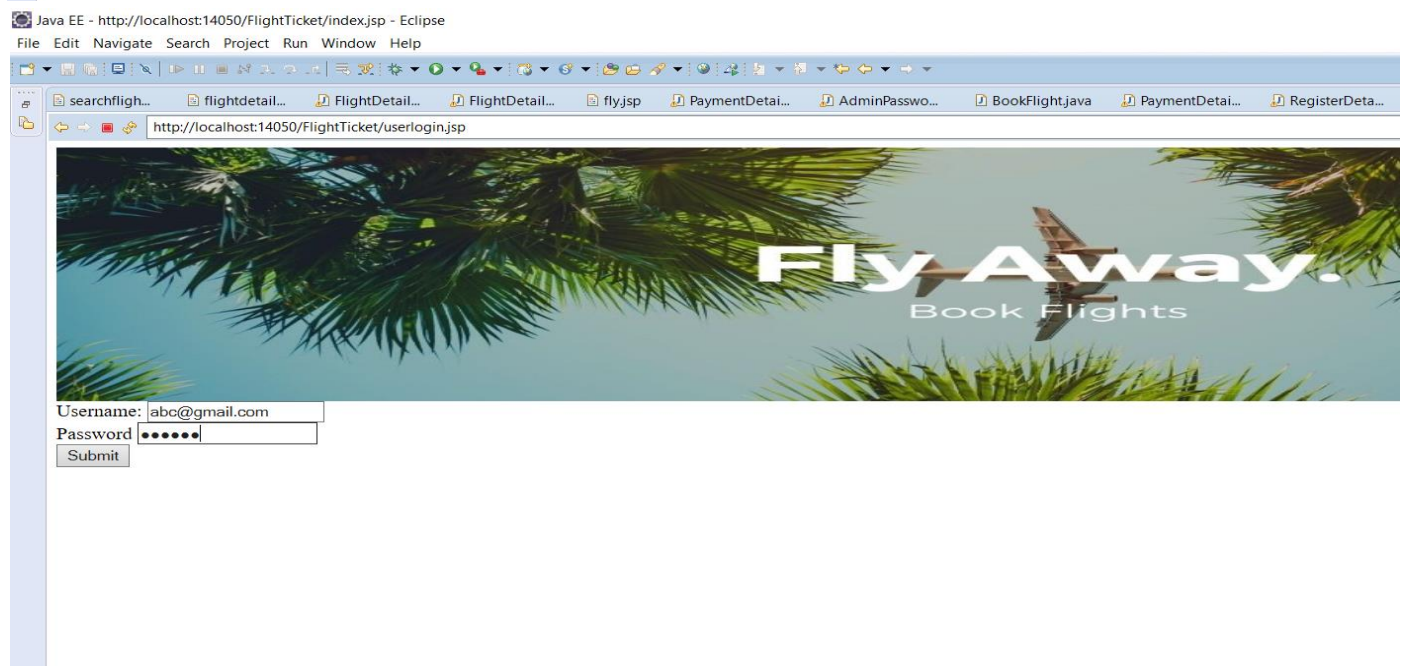 Java EE - http://localhost:14050/FlightTicket/index.jsp - Eclipse
File Edit Navigate Search Project Run Window Help
searchfligh... flightdetail... FlightDetail... FlightDetail... fly.jsp PaymentDetai... AdminPasswo... BookFlight.java PaymentDetai... RegisterDeta...
http://localhost:14050/FlightTicket/userlogin.jsp
Fly Away.
Book Flights
Username: abc@gmail.com
Password ●●●●●●
Submit